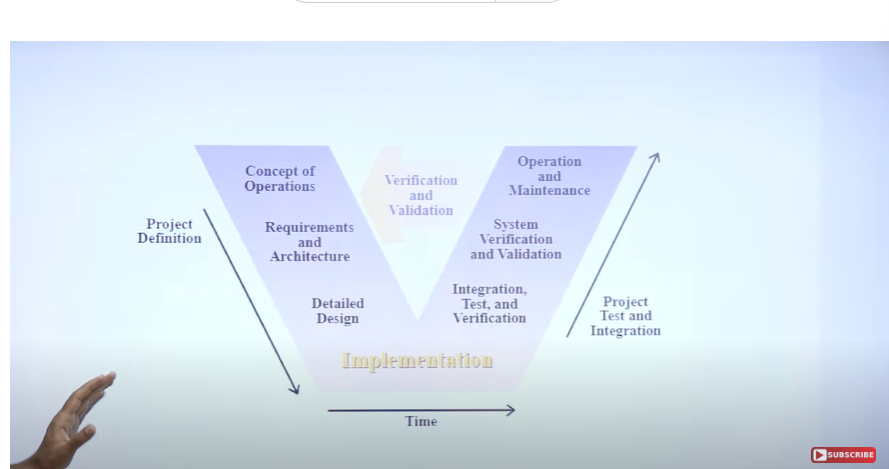 Concept of
Operations
Verification
and
Validation
Operation
and
Maintenance
Project
Definition
Requirements
and
Architecture
System
Verification
and Validation
Detailed
Design
Integration,
Test, and
Verification
Project
Test and
Integration
Implementation
Time
SUBSCRIBE